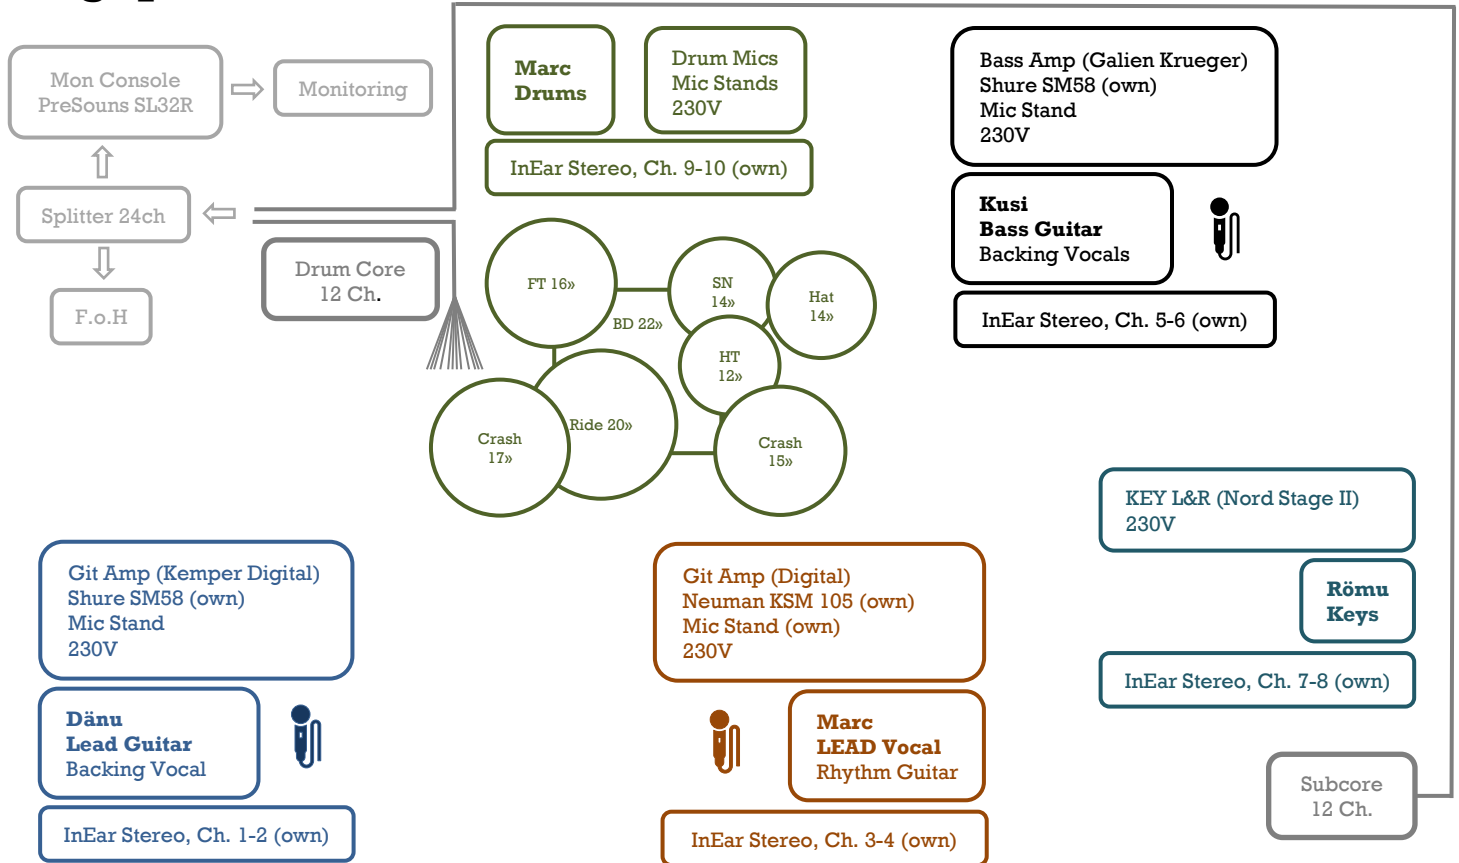 Mon Console
PreSouns SL32R
Monitoring
Splitter 24ch
F.o.H
Drum Core
12 Ch.
Marc
Drums
Drum Mics
Mic Stands
230V
InEar Stereo, Ch. 9-10 (own)
Bass Amp (Galien Krueger)
Shure SM58 (own)
Mic Stand
230V
Kusi
Bass Guitar
Backing Vocals
InEar Stereo, Ch. 5-6 (own)
FT 16»
SN
14»
Hat
14»
BD 22»
HT
12»
Ride 20»
Crash
17»
Crash
15»
KEY L&R (Nord Stage II)
230V
Römu
Keys
InEar Stereo, Ch. 7-8 (own)
Git Amp (Kemper Digital)
Shure SM58 (own)
Mic Stand
230V
Dänu
Lead Guitar
Backing Vocal
InEar Stereo, Ch. 1-2 (own)
Git Amp (Digital)
Neuman KSM 105 (own)
Mic Stand (own)
230V
Marc
LEAD Vocal
Rhythm Guitar
InEar Stereo, Ch. 3-4 (own)
Subcore
12 Ch.